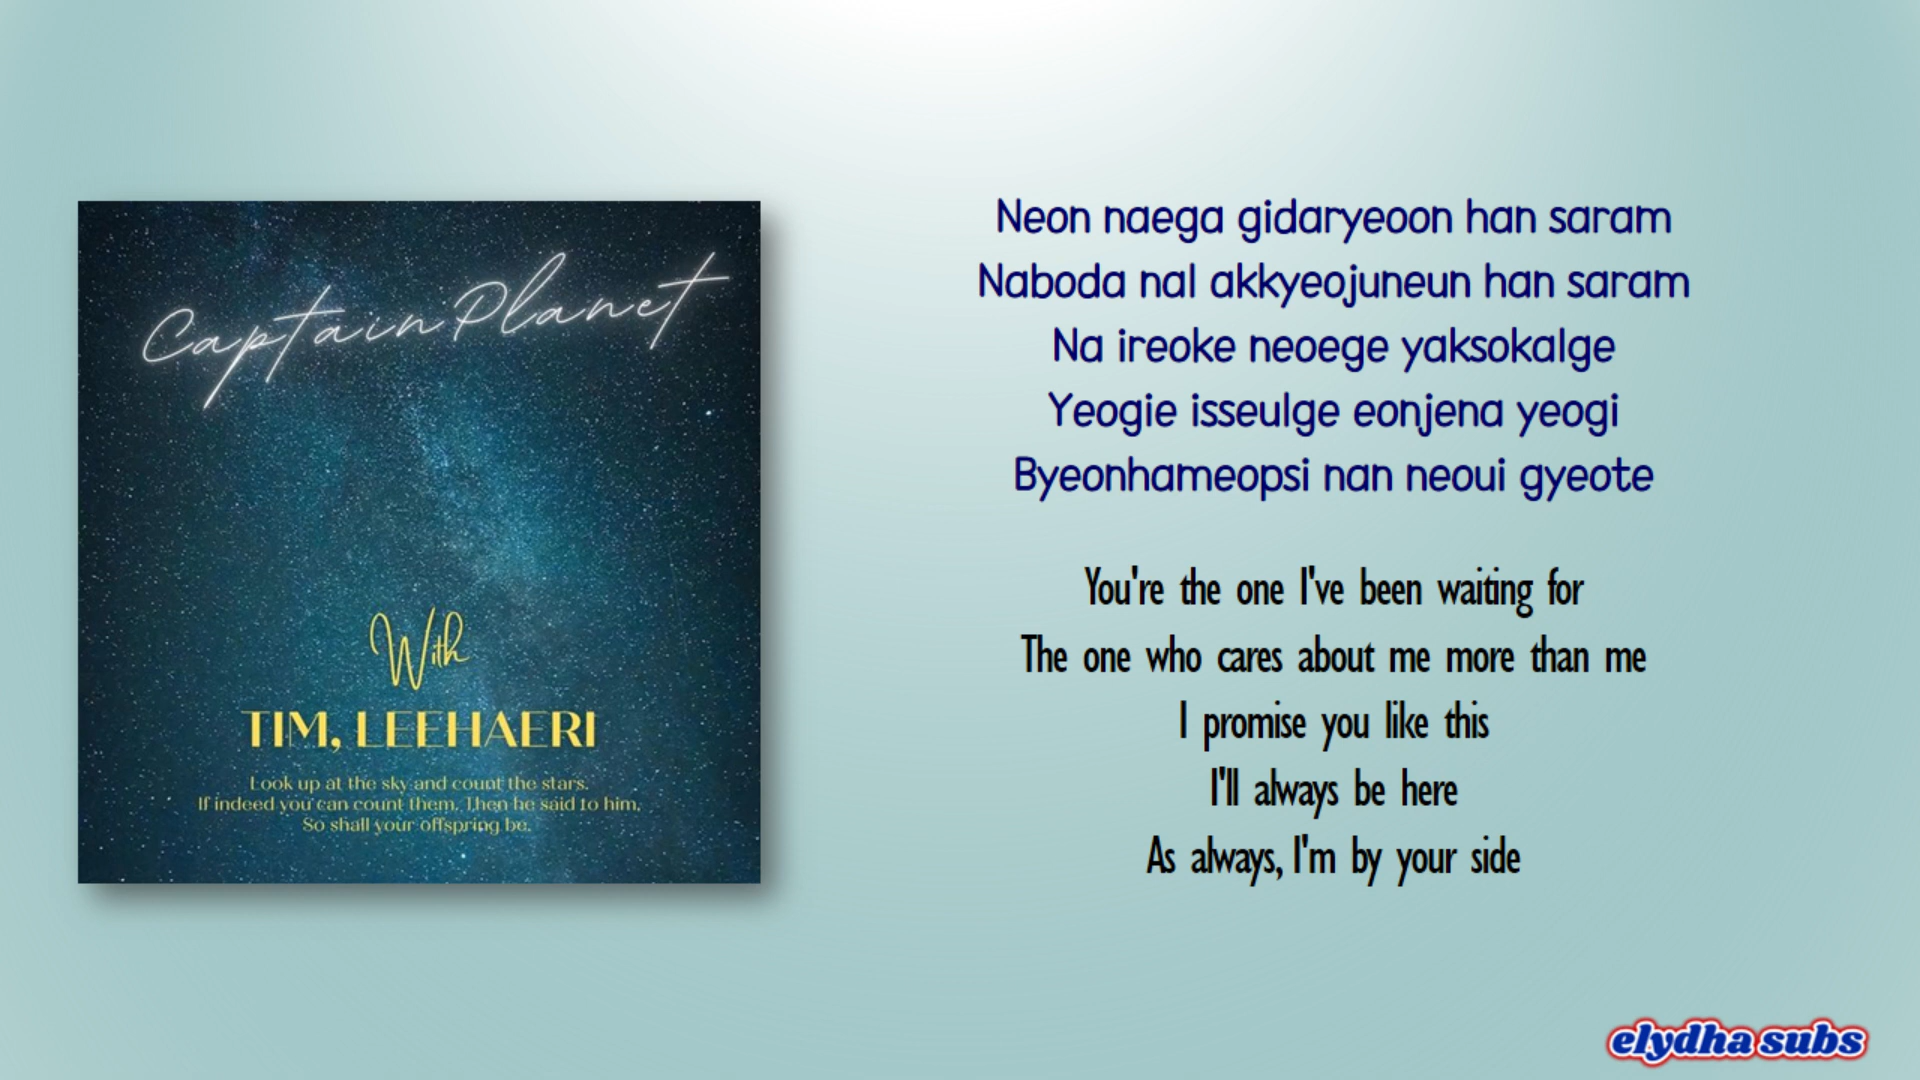 Captain Planet
With
TIM, LEEHAERI
Look up at the sky and count the stars.
If indeed you can count them. Then he said to him,
So shall your offspring be.
Neon naega gidaryeoon han saram
Naboda nal akkyeojuneun han saram
Na ireoke neoege yaksokalge
Yeogie isseulge eonjena yeogi
Byeonhameopsi nan neoui gyeote
You're the one I've been waiting for
The one who cares about me more than me
I promise you like this
I'll always be here
As always, I'm by your side
elydha subs